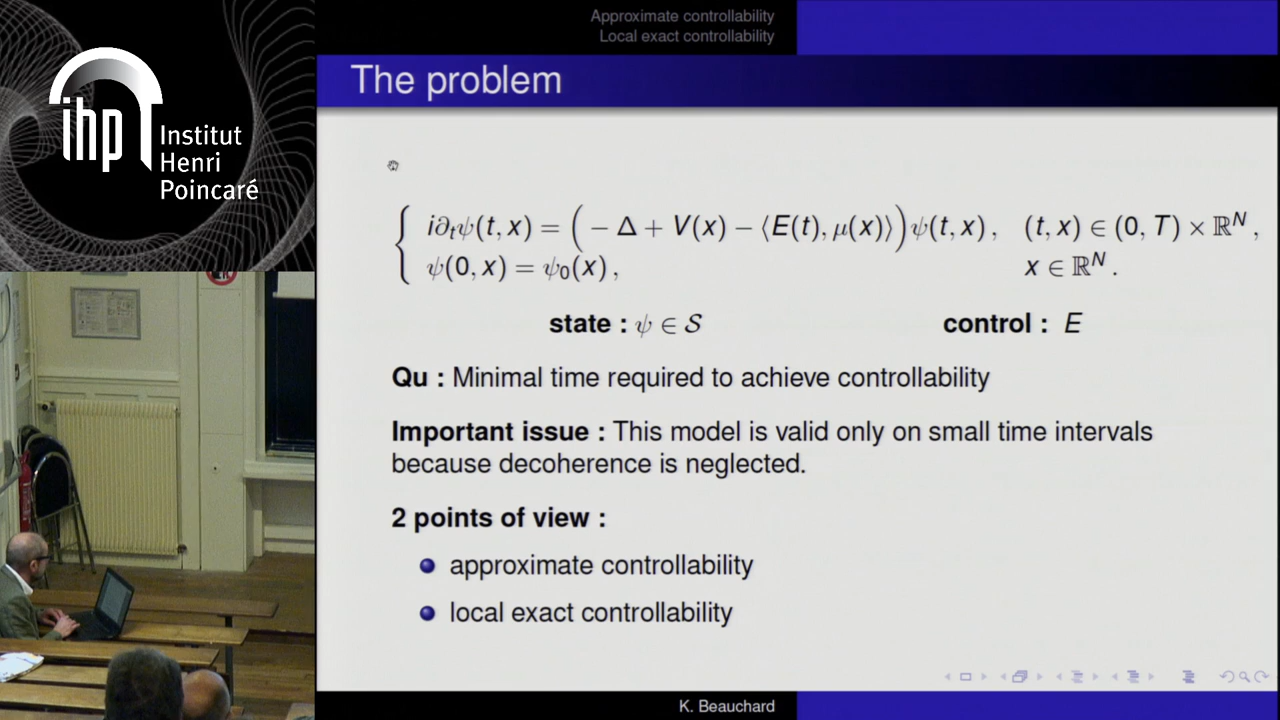 ihp
Institut
Henri
Poincaré
Approximate controllability
Local exact controllability
The problem
i∂ₜψ(t, x) = ( − Δ + V(x) − ⟨E(t), μ(x)⟩)ψ(t, x) , (t, x) ∈ (0, T) × ℝᴺ ,
ψ(0, x) = ψ₀(x) , x ∈ ℝᴺ .
state : ψ ∈ 𝒮 control : E
Qu : Minimal time required to achieve controllability
Important issue : This model is valid only on small time intervals
because decoherence is neglected.
2 points of view :
approximate controllability
local exact controllability
K. Beauchard